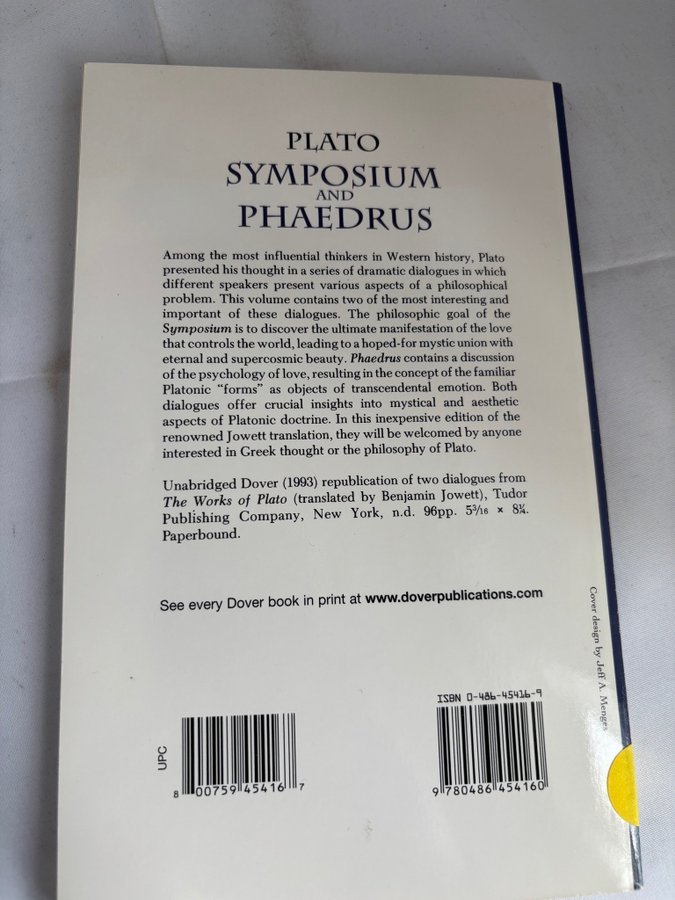 PLATO
SYMPOSIUM
AND
PHAEDRUS
Among the most influential thinkers in Western history, Plato
presented his thought in a series of dramatic dialogues in which
different speakers present various aspects of a philosophical
problem. This volume contains two of the most interesting and
important of these dialogues. The philosophic goal of the
Symposium is to discover the ultimate manifestation of the love
that controls the world, leading to a hoped-for mystic union with
eternal and supercosmic beauty. Phaedrus contains a discussion
of the psychology of love, resulting in the concept of the familiar
Platonic “forms” as objects of transcendental emotion. Both
dialogues offer crucial insights into mystical and aesthetic
aspects of Platonic doctrine. In this inexpensive edition of the
renowned Jowett translation, they will be welcomed by anyone
interested in Greek thought or the philosophy of Plato.
Unabridged Dover (1993) republication of two dialogues from
The Works of Plato (translated by Benjamin Jowett), Tudor
Publishing Company, New York, n.d. 96pp. 5³⁄₁₆ × 8¼.
Paperbound.
See every Dover book in print at www.doverpublications.com
Cover design by Jeff A. Menges
ISBN 0-486-45416-9
UPC
8 00759 45416 7
9 780486 454160